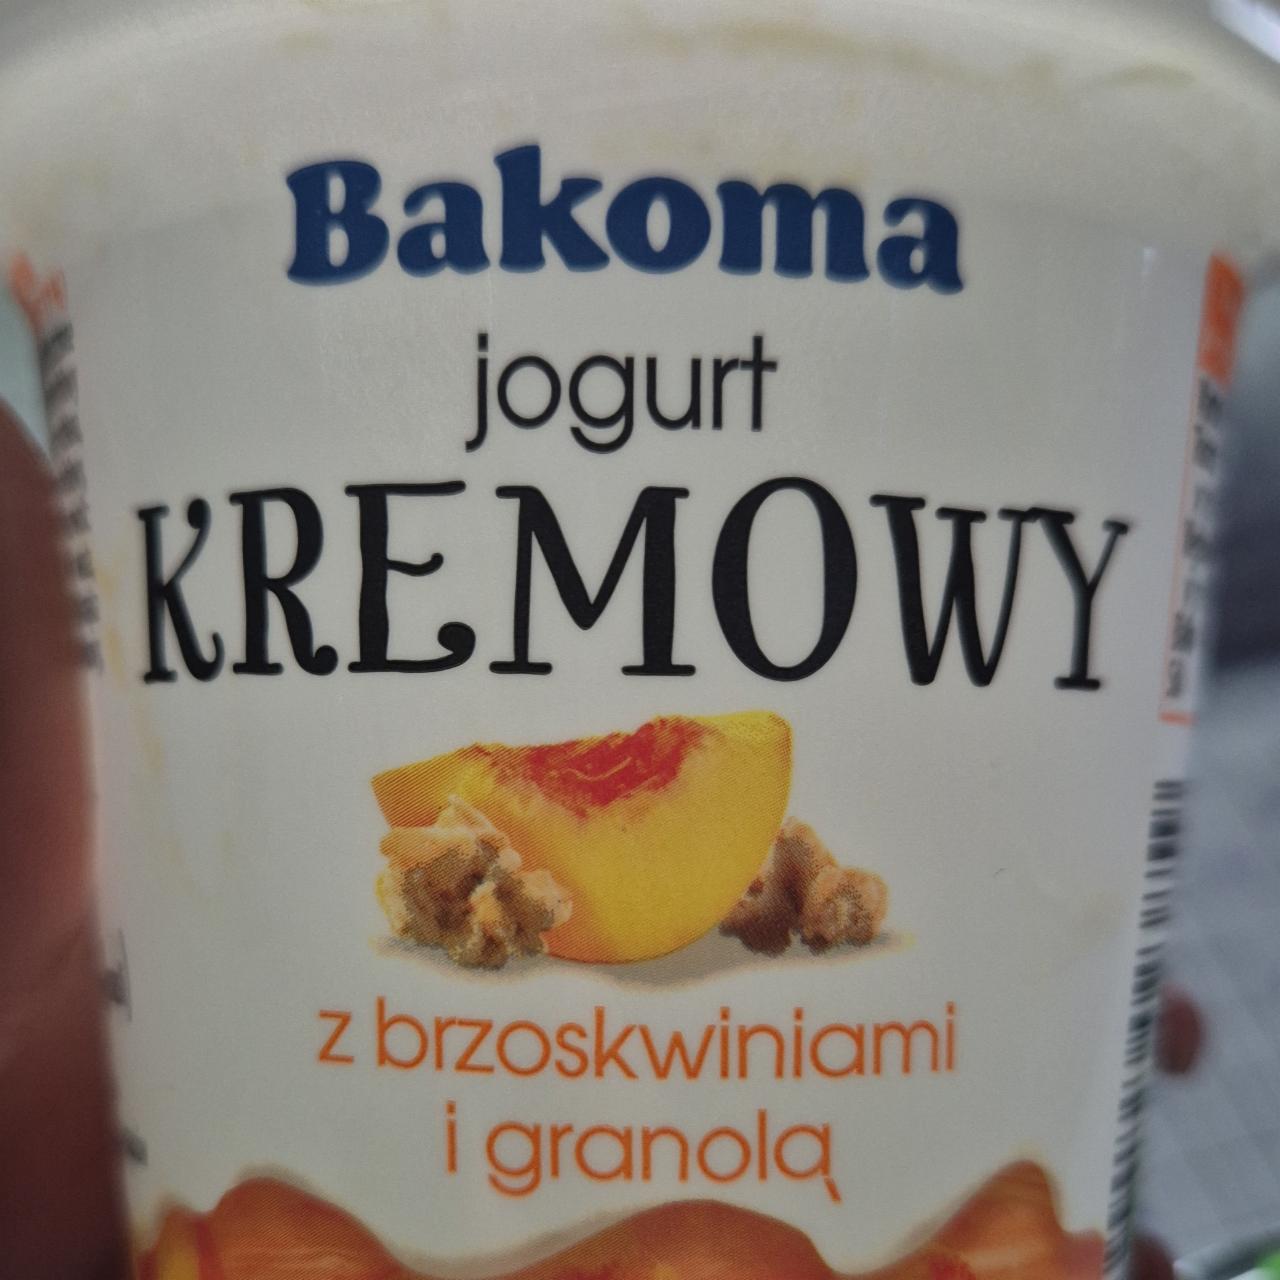 Bakoma
jogurt
KREMOWY
z brzoskwiniami
i granolą